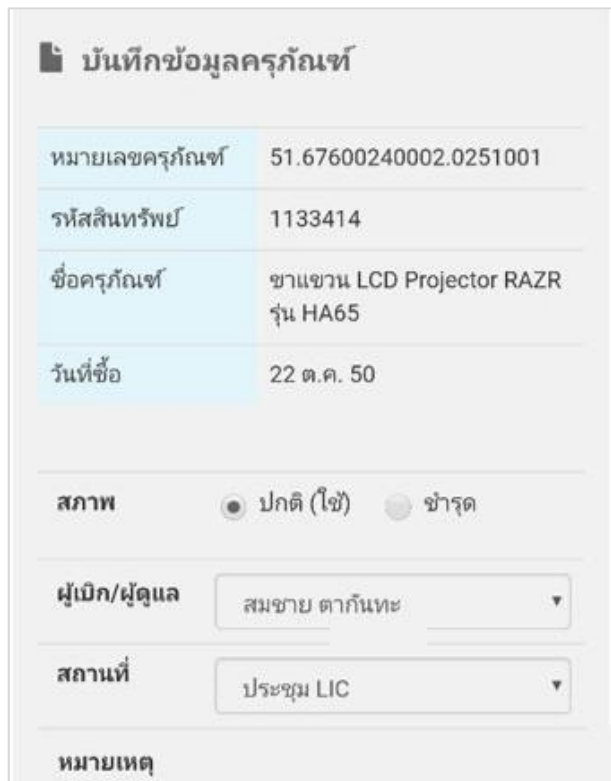 บันทึกข้อมูลครุภัณฑ์
หมายเลขครุภัณฑ์ 51.67600240002.0251001
รหัสสินทรัพย์ 1133414
ชื่อครุภัณฑ์ ขาแขวน LCD Projector RAZR
รุ่น HA65
วันที่ซื้อ 22 ต.ค. 50
สภาพ ปกติ (ใช้) ชำรุด
ผู้เบิก/ผู้ดูแล สมชาย ตากันทะ
สถานที่ ประชุม LIC
หมายเหตุ